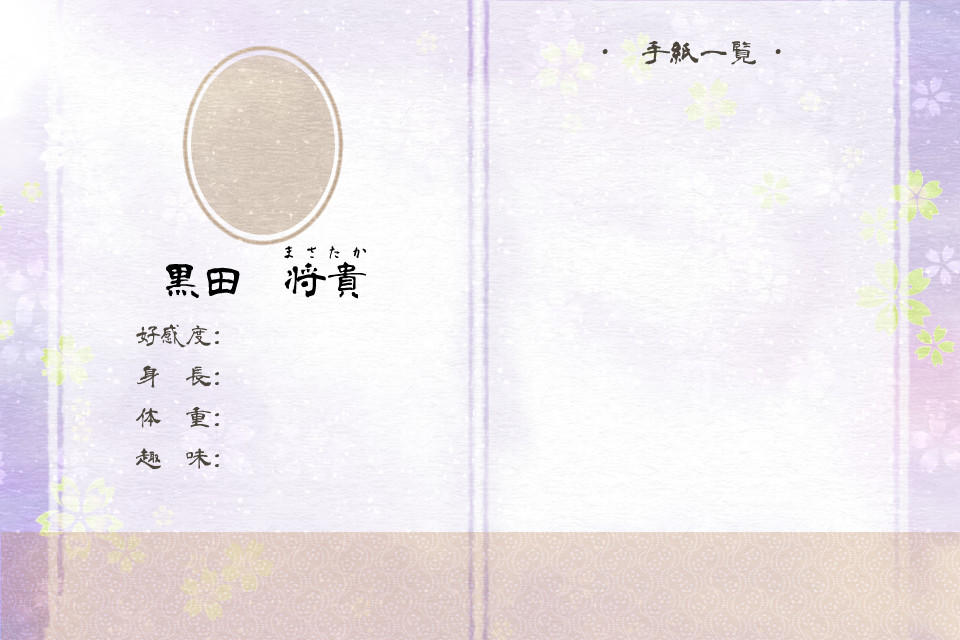 まさたか
黒田　将貴
好感度:
身　長:
体　重:
趣　味:
・　手紙一覧 ・